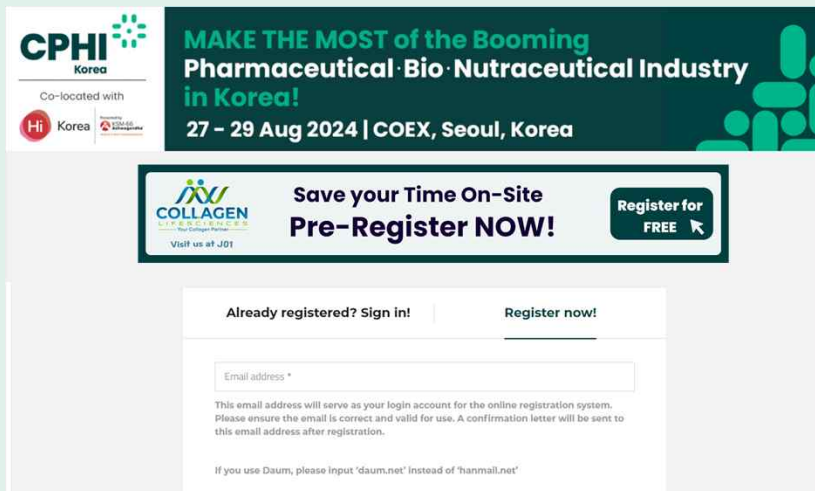 CPHI
Korea
Co-located with
Hi Korea
KSM-66
Ashwagandha
MAKE THE MOST of the Booming
Pharmaceutical·Bio·Nutraceutical Industry
in Korea!
27 – 29 Aug 2024 | COEX, Seoul, Korea
COLLAGEN
LIFESCIENCES
Your Collagen Partner
Visit us at J01
Save your Time On-Site
Pre-Register NOW!
Register for
FREE
Already registered? Sign in!
Register now!
Email address *
This email address will serve as your login account for the online registration system.
Please ensure the email is correct and valid for use. A confirmation letter will be sent to
this email address after registration.
If you use Daum, please input 'daum.net' instead of 'hanmail.net'